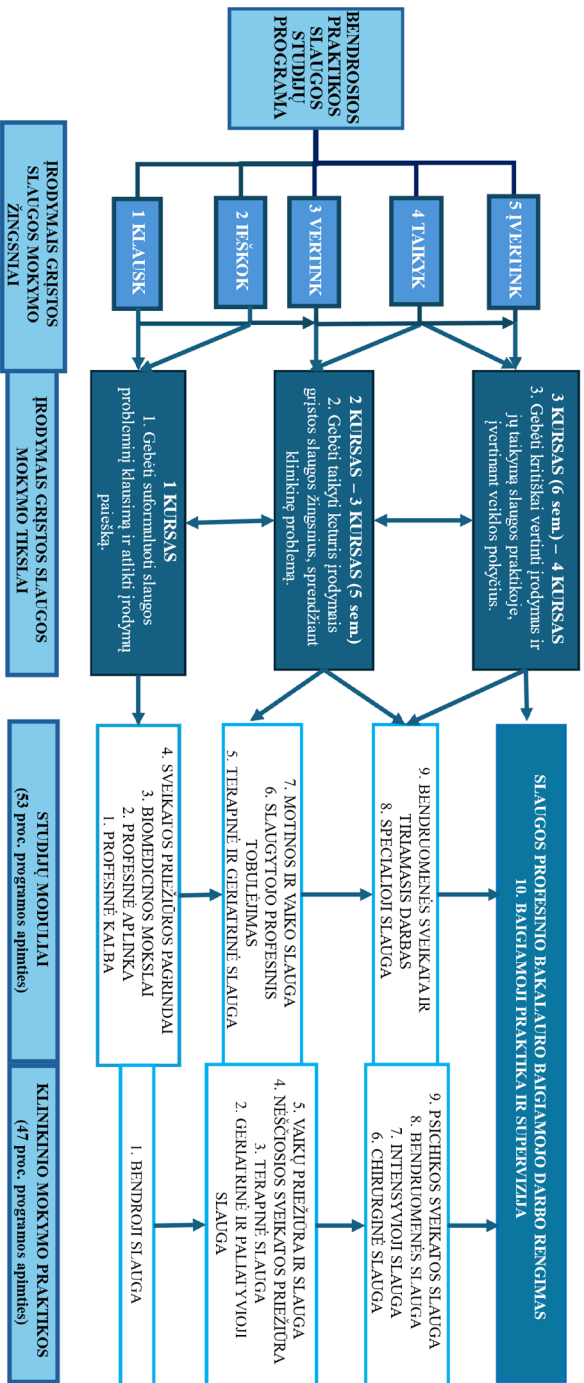 BENDROSIOS
PRAKTIKOS
SLAUGOS
STUDIJŲ
PROGRAMA
5 ĮVERTINK
4 TAIKYK
3 VERTINK
2 IEŠKOK
1 KLAUSK
ĮRODYMAIS GRĮSTOS
SLAUGOS MOKYMO
ŽINGSNIAI
3 KURSAS (6 sem.) – 4 KURSAS
3. Gebėti kritiškai vertinti įrodymus ir
jų taikymą slaugos praktikoje,
įvertinant veiklos pokyčius.
2 KURSAS – 3 KURSAS (5 sem.)
2. Gebėti taikyti keturis įrodymais
grįstos slaugos žingsnius, sprendžiant
klinikinę problemą.
1 KURSAS
1. Gebėti suformuluoti slaugos
probleminį klausimą ir atlikti įrodymų
paiešką.
ĮRODYMAIS GRĮSTOS SLAUGOS
MOKYMO TIKSLAI
SLAUGOS PROFESINIO BAKALAURO BAIGIAMOJO DARBO RENGIMAS
10. BAIGIAMOJI PRAKTIKA IR SUPERVIZIJA
9. BENDRUOMENĖS SVEIKATA IR
TIRIAMASIS DARBAS
8. SPECIALIOJI SLAUGA
7. MOTINOS IR VAIKO SLAUGA
6. SLAUGYTOJO PROFESINIS
TOBULĖJIMAS
5. TERAPINĖ IR GERIATRINĖ SLAUGA
4. SVEIKATOS PRIEŽIŪROS PAGRINDAI
3. BIOMEDICINOS MOKSLAI
2. PROFESINĖ APLINKA
1. PROFESINĖ KALBA
STUDIJŲ MODULIAI
(53 proc. programos apimties)
9. PSICHIKOS SVEIKATOS SLAUGA
8. BENDRUOMENĖS SLAUGA
7. INTENSYVIOJI SLAUGA
6. CHIRURGINĖ SLAUGA
5. VAIKŲ PRIEŽIŪRA IR SLAUGA
4. NĖŠČIOSIOS SVEIKATOS PRIEŽIŪRA
3. TERAPINĖ SLAUGA
2. GERIATRINĖ IR PALIATYVIOJI
SLAUGA
1. BENDROJI SLAUGA
KLINIKINIO MOKYMO PRAKTIKOS
(47 proc. programos apimties)